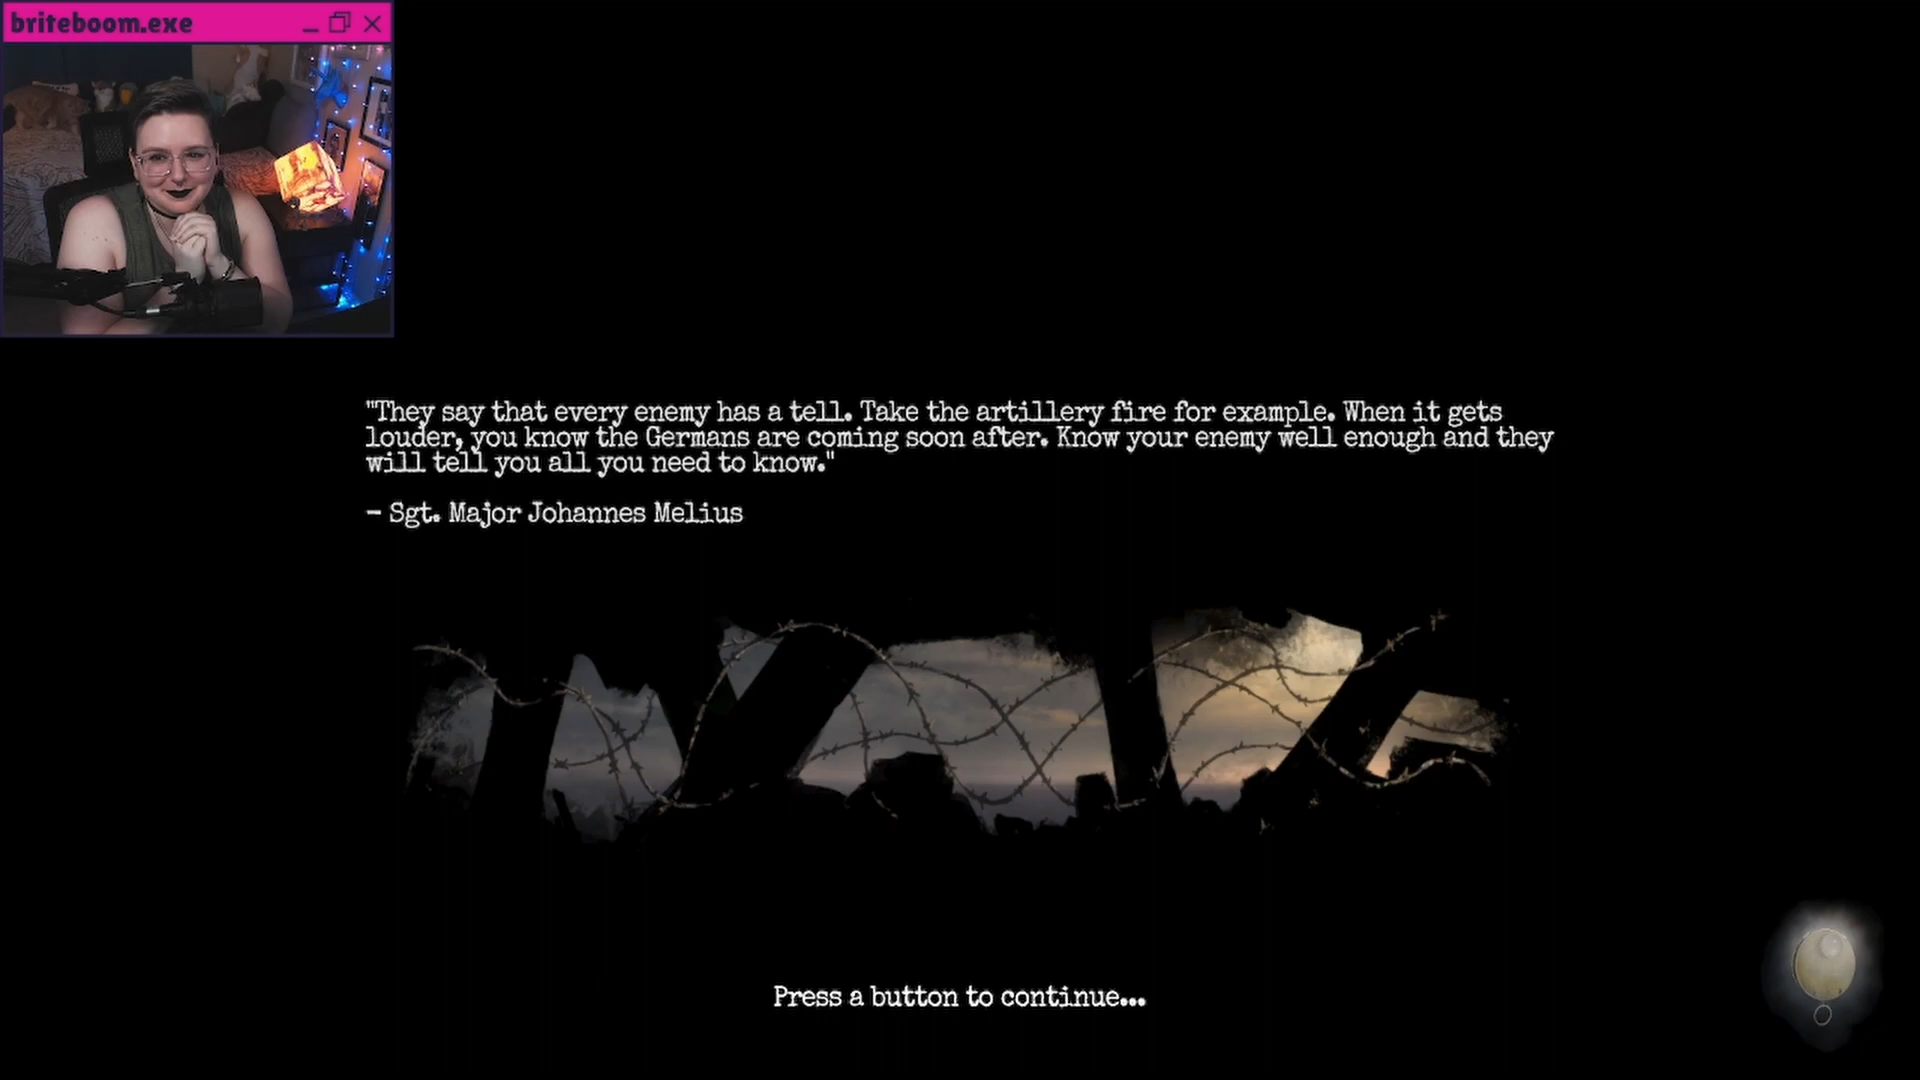 briteboom.exe
"They say that every enemy has a tell. Take the artillery fire for example. When it gets
louder, you know the Germans are coming soon after. Know your enemy well enough and they
will tell you all you need to know."
- Sgt. Major Johannes Melius
Press a button to continue...